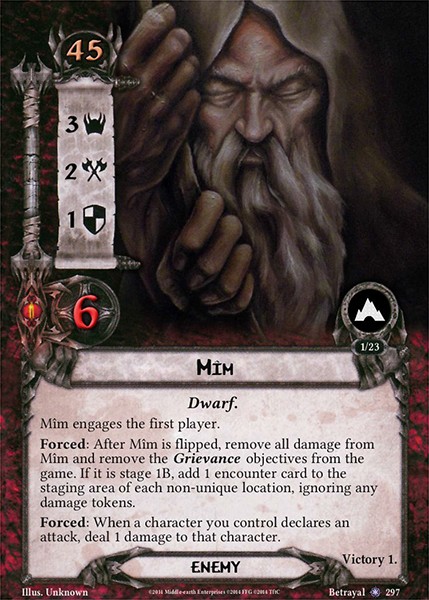 45
3
2
1
6
1/23
Mîm
Dwarf.
Mîm engages the first player.
Forced: After Mîm is flipped, remove all damage from
Mîm and remove the Grievance objectives from the
game. If it is stage 1B, add 1 encounter card to the
staging area of each non-unique location, ignoring any
damage tokens.
Forced: When a character you control declares an
attack, deal 1 damage to that character.
Victory 1.
ENEMY
Illus. Unknown
©2014 Middle-earth Enterprises ©2014 FFG ©2014 TDC
Betrayal 297